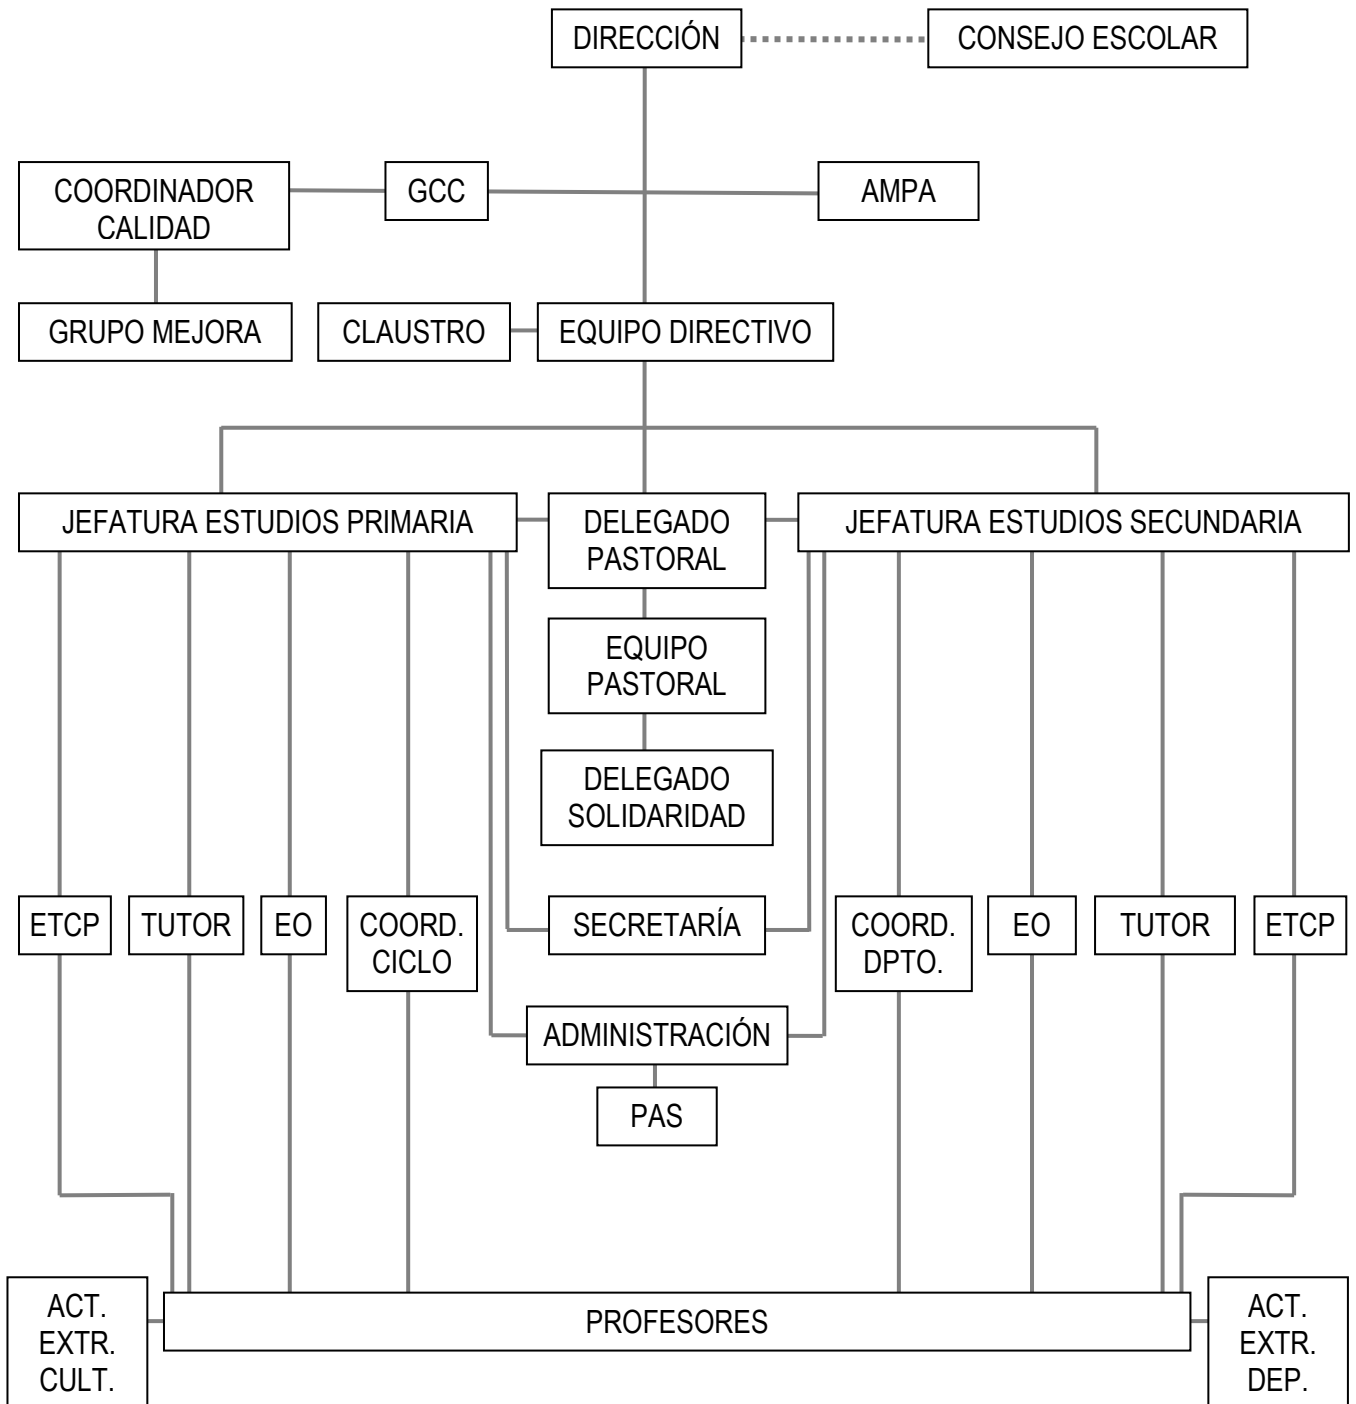 DIRECCIÓN
CONSEJO ESCOLAR
COORDINADOR
CALIDAD
GCC
AMPA
GRUPO MEJORA
CLAUSTRO
EQUIPO DIRECTIVO
JEFATURA ESTUDIOS PRIMARIA
DELEGADO
PASTORAL
JEFATURA ESTUDIOS SECUNDARIA
EQUIPO
PASTORAL
DELEGADO
SOLIDARIDAD
ETCP
TUTOR
EO
COORD.
CICLO
SECRETARÍA
COORD.
DPTO.
EO
TUTOR
ETCP
ADMINISTRACIÓN
PAS
ACT.
EXTR.
CULT.
PROFESORES
ACT.
EXTR.
DEP.